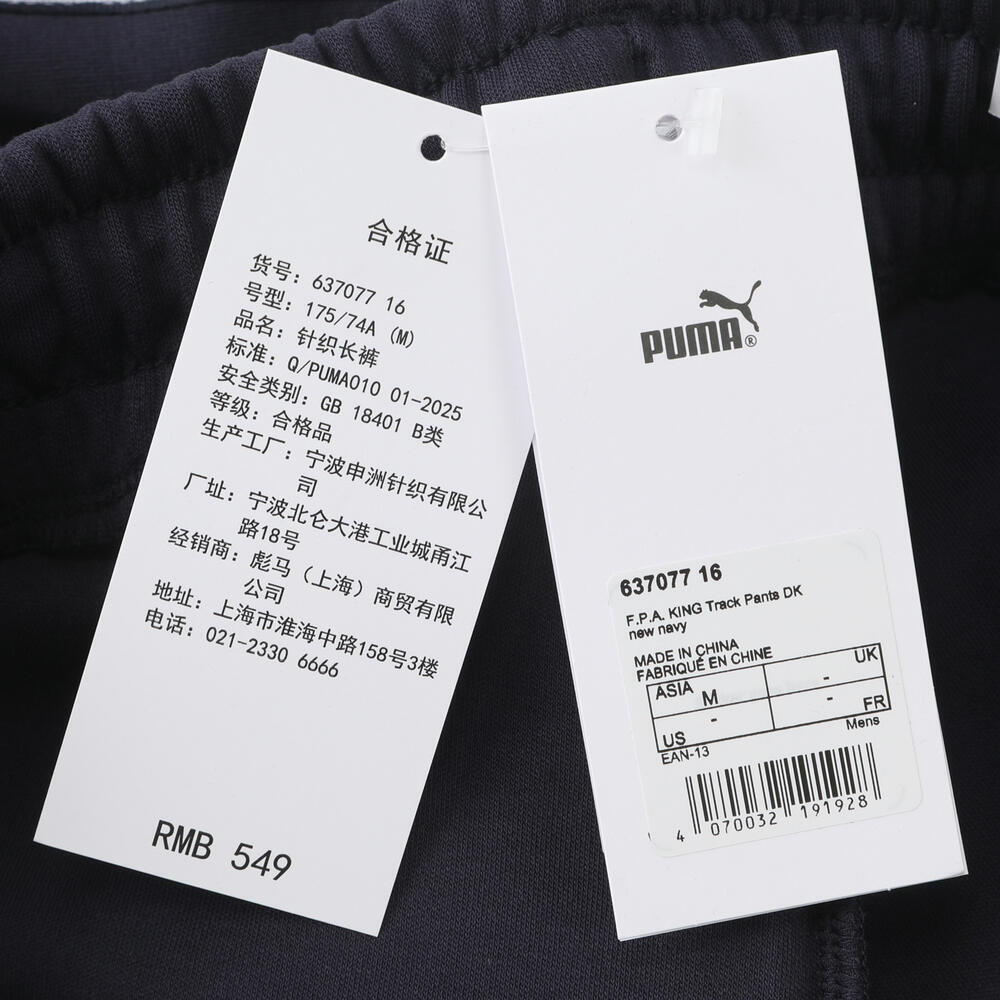 合格证
货号: 637077 16
号型: 175/74A (M)
品名: 针织长裤
标准: Q/PUMA010 01-2025
安全类别: GB 18401 B类
等级: 合格品
生产工厂: 宁波申洲针织有限公
司
厂址: 宁波北仑大港工业城甬江
路18号
经销商: 彪马（上海）商贸有限
公司
地址: 上海市淮海中路158号3楼
电话: 021-2330 6666
RMB 549
PUMA®
637077 16
F.P.A. KING Track Pants DK
new navy
MADE IN CHINA
FABRIQUÉ EN CHINE
ASIA M - UK
US - - FR
EAN-13 Mens
4 070032 191928